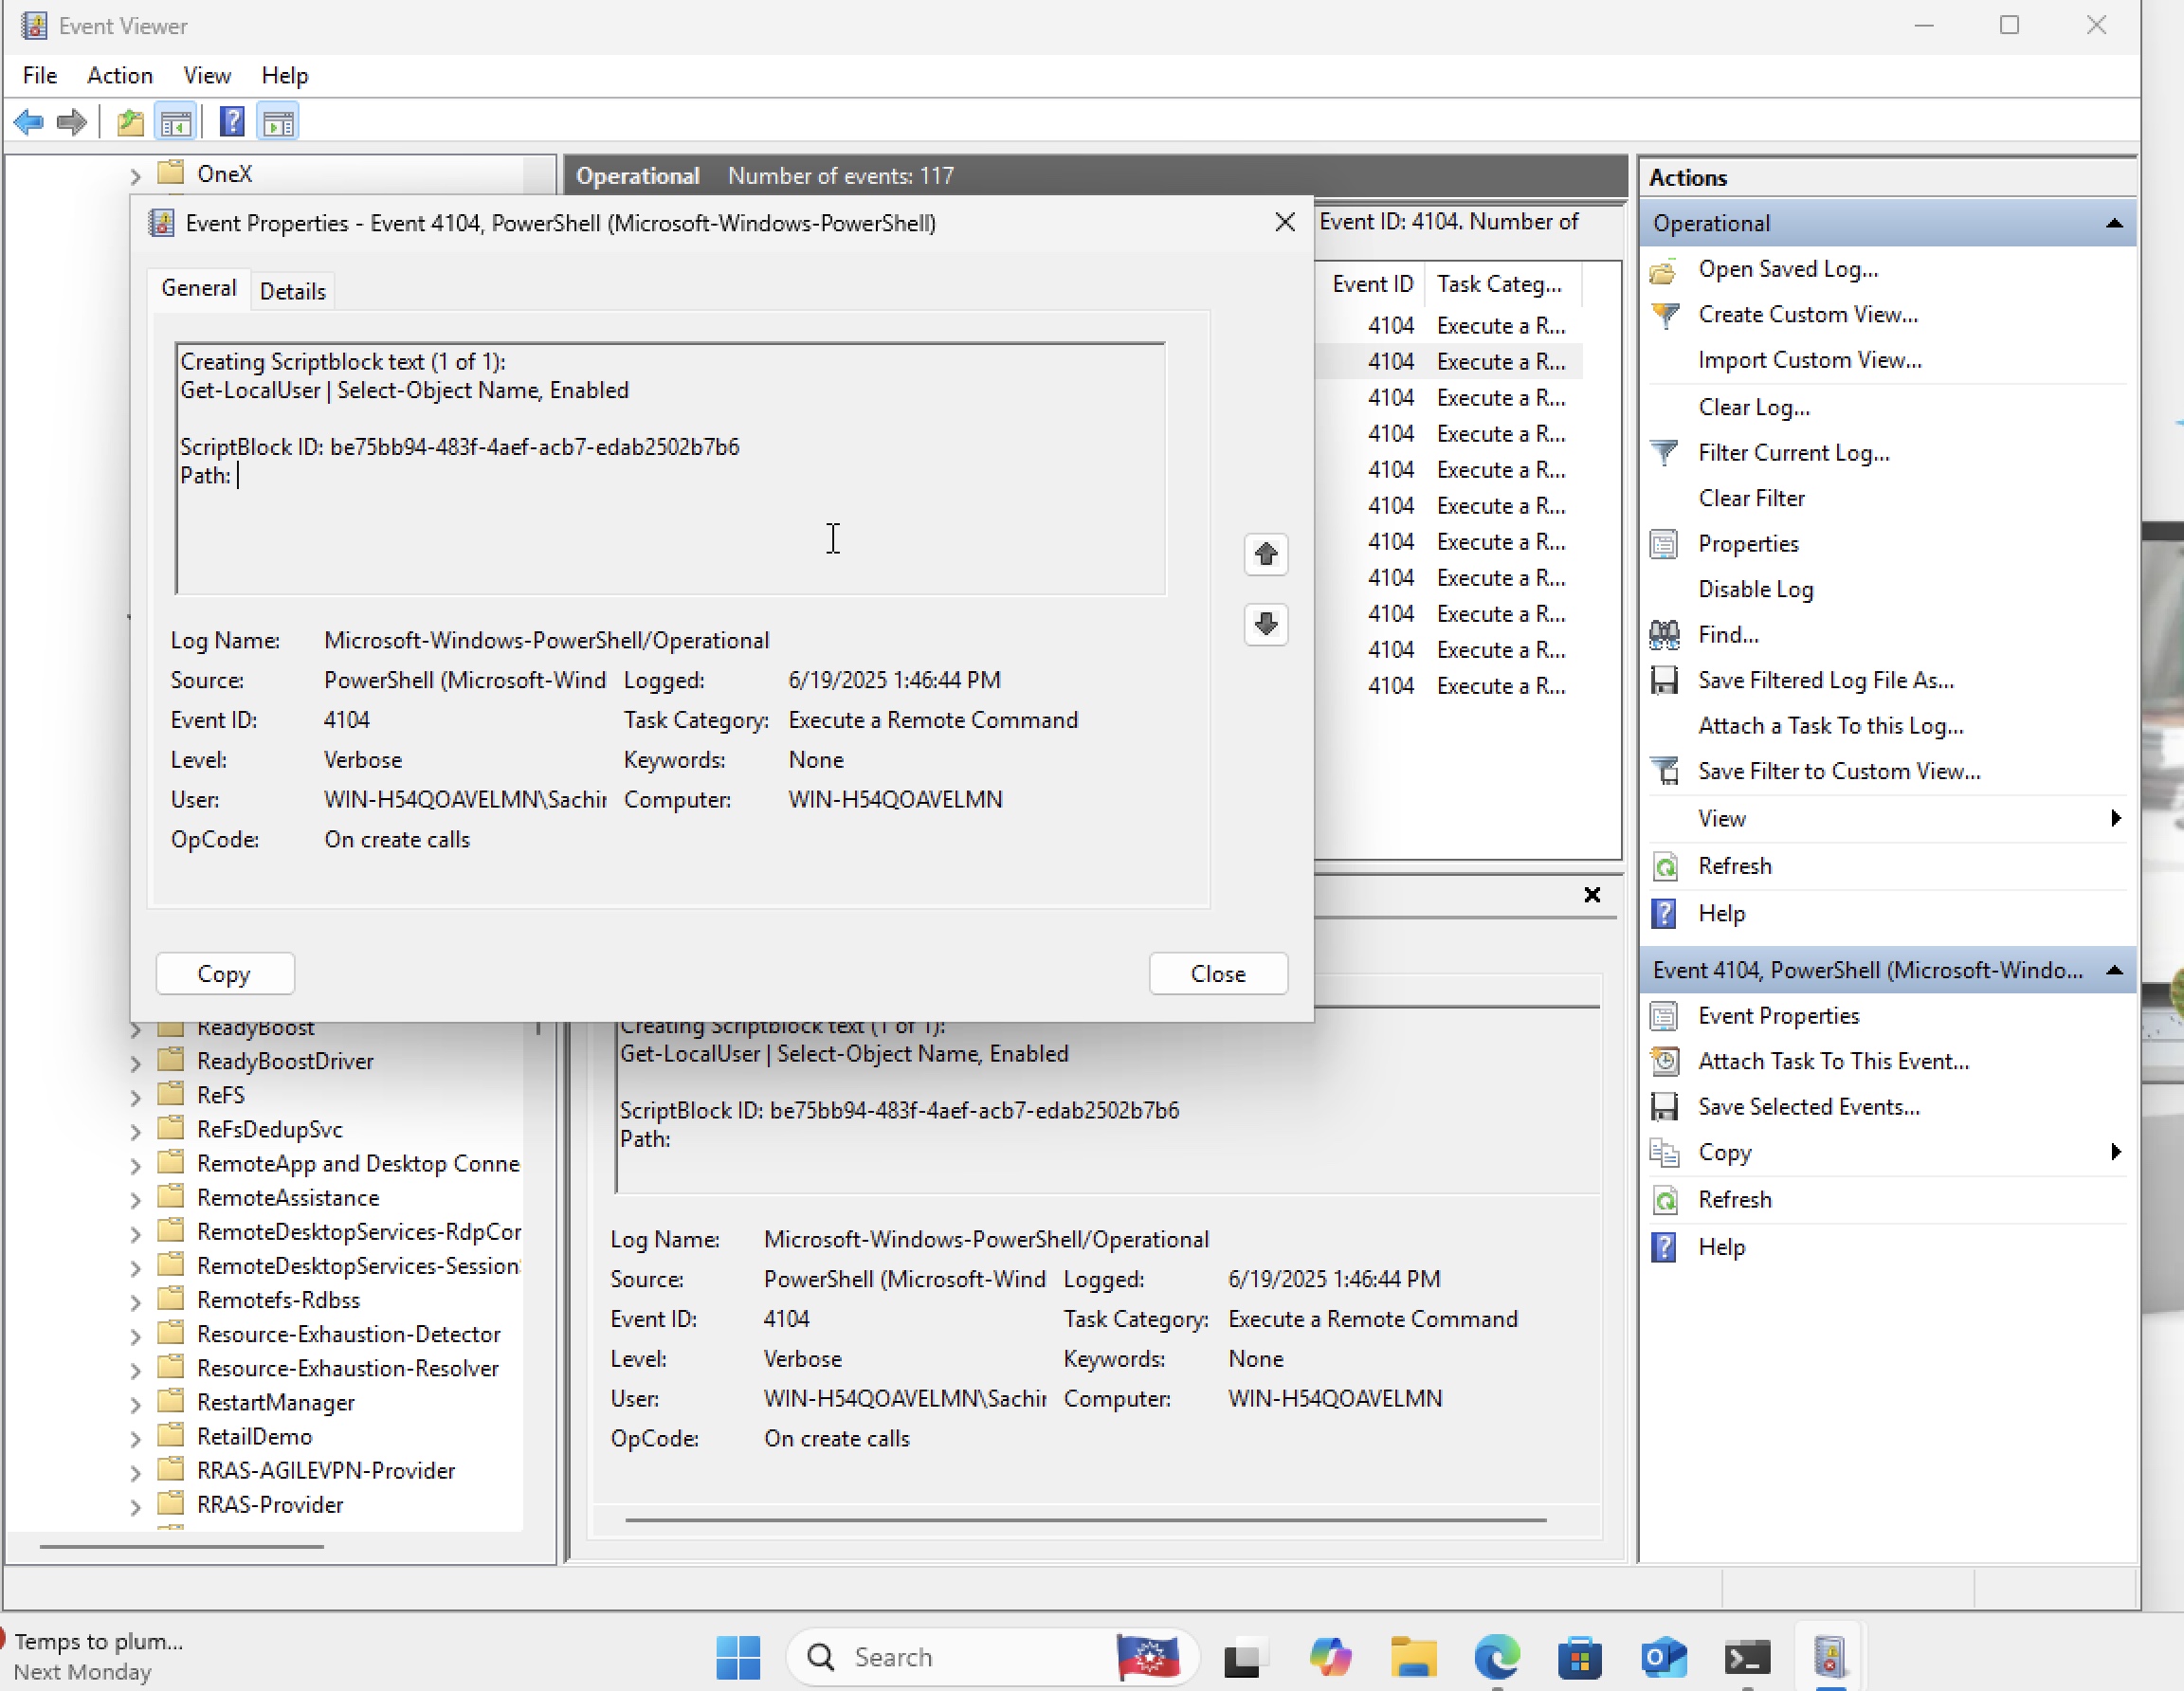 Event Viewer
File Action View Help
OneX
Operational Number of events: 117
Event Properties - Event 4104, PowerShell (Microsoft-Windows-PowerShell)
General Details
Creating Scriptblock text (1 of 1):
Get-LocalUser | Select-Object Name, Enabled
ScriptBlock ID: be75bb94-483f-4aef-acb7-edab2502b7b6
Path:
Log Name: Microsoft-Windows-PowerShell/Operational
Source: PowerShell (Microsoft-Wind Logged: 6/19/2025 1:46:44 PM
Event ID: 4104 Task Category: Execute a Remote Command
Level: Verbose Keywords: None
User: WIN-H54QOAVELMN\Sachin Computer: WIN-H54QOAVELMN
OpCode: On create calls
Copy Close
Event ID: 4104. Number of
Event ID Task Categ...
4104 Execute a R...
4104 Execute a R...
4104 Execute a R...
4104 Execute a R...
4104 Execute a R...
4104 Execute a R...
4104 Execute a R...
4104 Execute a R...
4104 Execute a R...
4104 Execute a R...
4104 Execute a R...
ReadyBoost
ReadyBoostDriver
ReFS
ReFsDedupSvc
RemoteApp and Desktop Conne
RemoteAssistance
RemoteDesktopServices-RdpCor
RemoteDesktopServices-Session
Remotefs-Rdbss
Resource-Exhaustion-Detector
Resource-Exhaustion-Resolver
RestartManager
RetailDemo
RRAS-AGILEVPN-Provider
RRAS-Provider
Creating Scriptblock text (1 of 1):
Get-LocalUser | Select-Object Name, Enabled
ScriptBlock ID: be75bb94-483f-4aef-acb7-edab2502b7b6
Path:
Log Name: Microsoft-Windows-PowerShell/Operational
Source: PowerShell (Microsoft-Wind Logged: 6/19/2025 1:46:44 PM
Event ID: 4104 Task Category: Execute a Remote Command
Level: Verbose Keywords: None
User: WIN-H54QOAVELMN\Sachin Computer: WIN-H54QOAVELMN
OpCode: On create calls
Actions
Operational
Open Saved Log...
Create Custom View...
Import Custom View...
Clear Log...
Filter Current Log...
Clear Filter
Properties
Disable Log
Find...
Save Filtered Log File As...
Attach a Task To this Log...
Save Filter to Custom View...
View
Refresh
Help
Event 4104, PowerShell (Microsoft-Windo...
Event Properties
Attach Task To This Event...
Save Selected Events...
Copy
Refresh
Help
Temps to plum...
Next Monday
Search